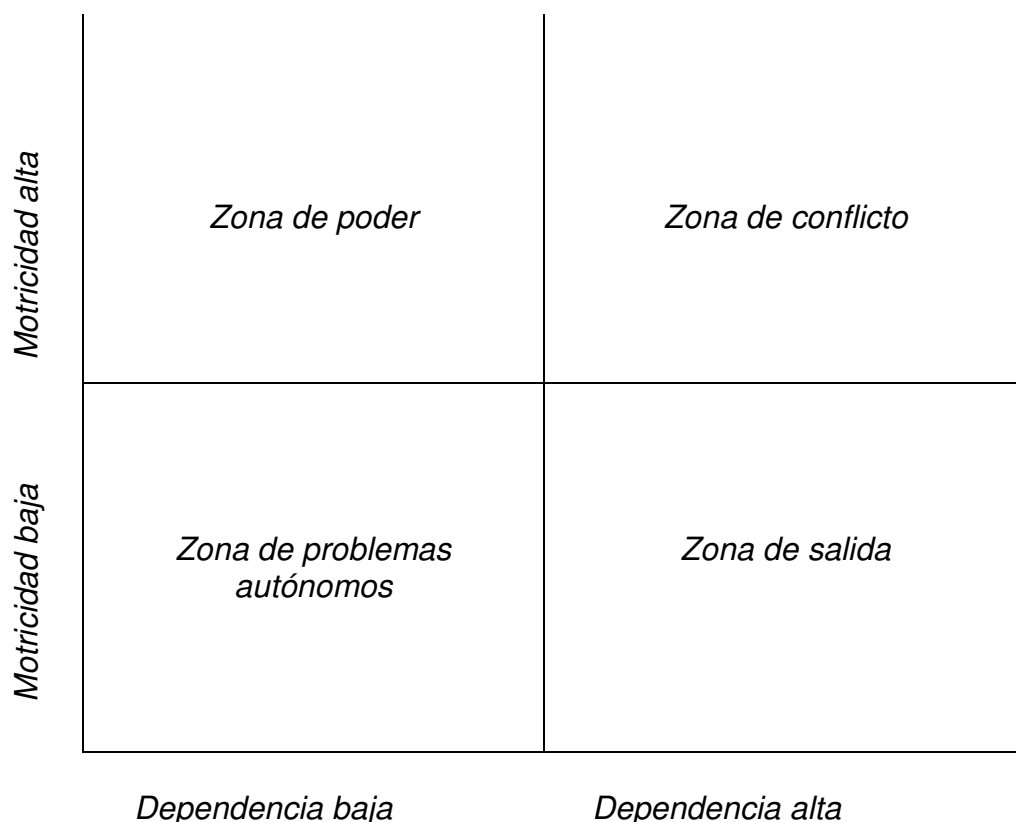 Motricidad alta
Zona de poder
Zona de conflicto
Motricidad baja
Zona de problemas
autónomos
Zona de salida
Dependencia baja
Dependencia alta